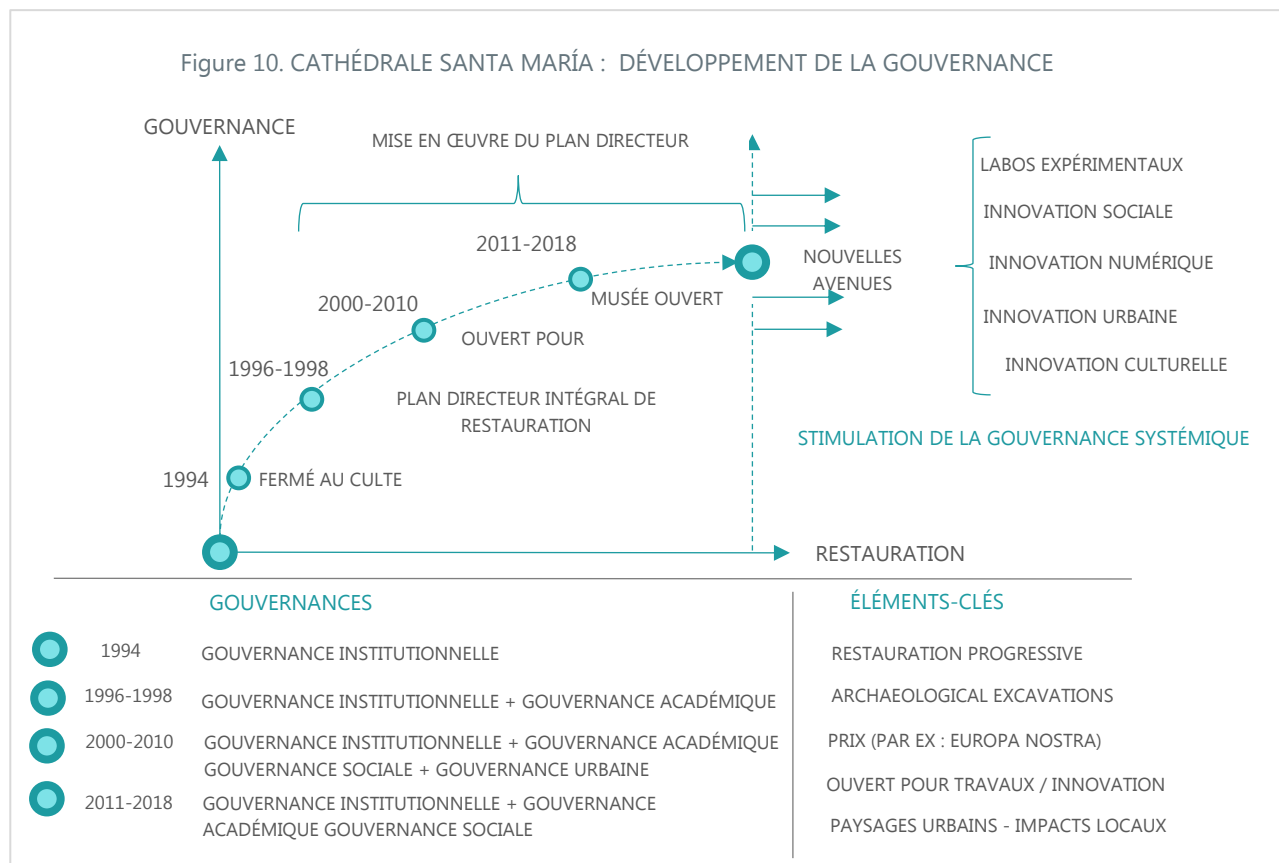 Figure 10. CATHÉDRALE SANTA MARÍA : DÉVELOPPEMENT DE LA GOUVERNANCE
GOUVERNANCE
MISE EN ŒUVRE DU PLAN DIRECTEUR
2011-2018
MUSÉE OUVERT
2000-2010
OUVERT POUR
1996-1998
PLAN DIRECTEUR INTÉGRAL DE
RESTAURATION
1994
FERMÉ AU CULTE
NOUVELLES
AVENUES
LABOS EXPÉRIMENTAUX
INNOVATION SOCIALE
INNOVATION NUMÉRIQUE
INNOVATION URBAINE
INNOVATION CULTURELLE
STIMULATION DE LA GOUVERNANCE SYSTÉMIQUE
RESTAURATION
GOUVERNANCES
1994
GOUVERNANCE INSTITUTIONNELLE
1996-1998
GOUVERNANCE INSTITUTIONNELLE + GOUVERNANCE ACADÉMIQUE
2000-2010
GOUVERNANCE INSTITUTIONNELLE + GOUVERNANCE ACADÉMIQUE
GOUVERNANCE SOCIALE + GOUVERNANCE URBAINE
2011-2018
GOUVERNANCE INSTITUTIONNELLE + GOUVERNANCE
ACADÉMIQUE GOUVERNANCE SOCIALE
ÉLÉMENTS-CLÉS
RESTAURATION PROGRESSIVE
ARCHAEOLOGICAL EXCAVATIONS
PRIX (PAR EX : EUROPA NOSTRA)
OUVERT POUR TRAVAUX / INNOVATION
PAYSAGES URBAINS - IMPACTS LOCAUX